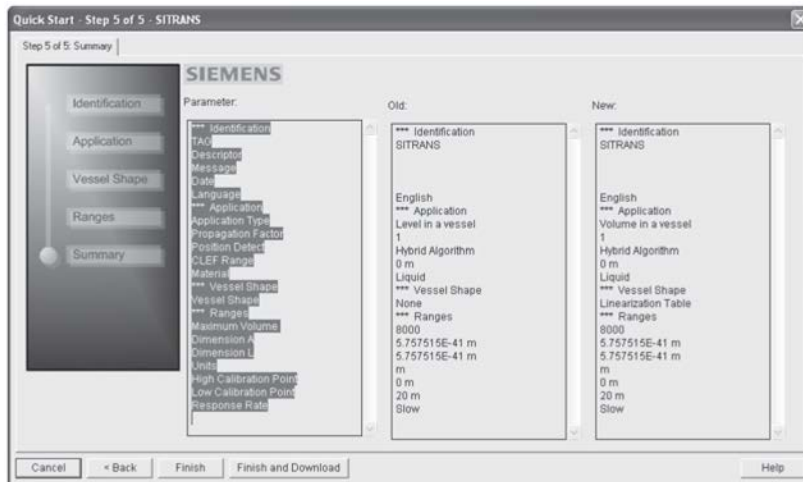 Quick Start - Step 5 of 5 - SITRANS
Step 5 of 5: Summary
Identification
Application
Vessel Shape
Ranges
Summary
SIEMENS
Parameter:
*** Identification
TAG
Descriptor
Message
Date
Language
*** Application
Application Type
Propagation Factor
Position Detect
CLEF Range
Material
*** Vessel Shape
Vessel Shape
*** Ranges
Maximum Volume
Dimension A
Dimension L
Units
High Calibration Point
Low Calibration Point
Response Rate
Old:
*** Identification
SITRANS
English
*** Application
Level in a vessel
1
Hybrid Algorithm
0 m
Liquid
*** Vessel Shape
None
*** Ranges
8000
5.757515E-41 m
5.757515E-41 m
m
0 m
20 m
Slow
New:
*** Identification
SITRANS
English
*** Application
Volume in a vessel
1
Hybrid Algorithm
0 m
Liquid
*** Vessel Shape
Linearization Table
*** Ranges
8000
5.757515E-41 m
5.757515E-41 m
m
0 m
20 m
Slow
Cancel
< Back
Finish
Finish and Download
Help